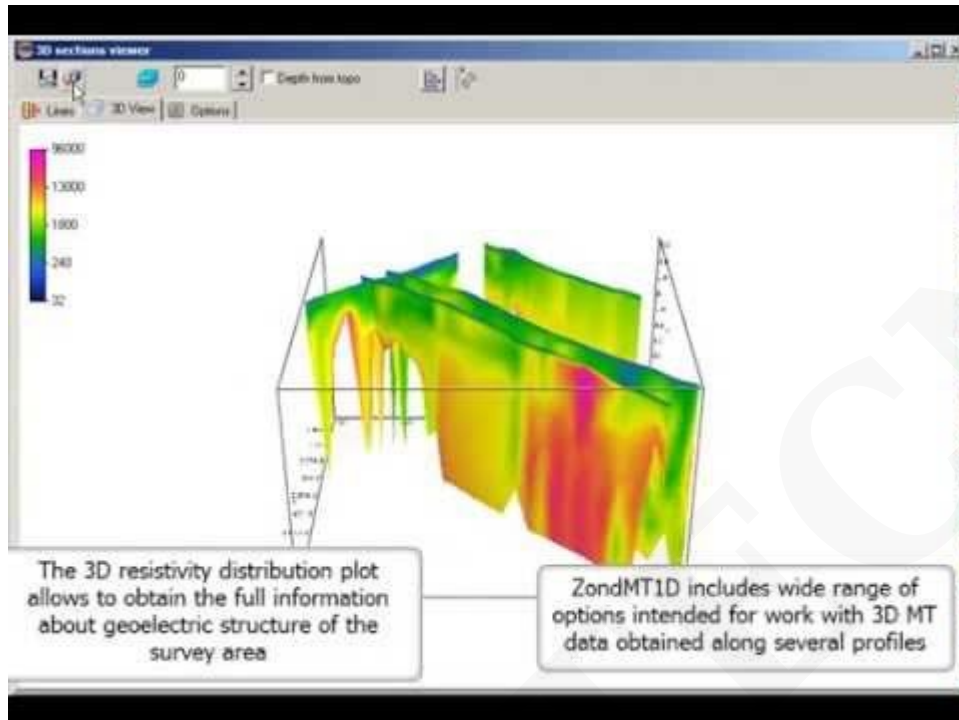 3D sections viewer
0 Depth from topo
Lines 3D View Options
96000
13000
1800
240
32
The 3D resistivity distribution plot
allows to obtain the full information
about geoelectric structure of the
survey area
ZondMT1D includes wide range of
options intended for work with 3D MT
data obtained along several profiles